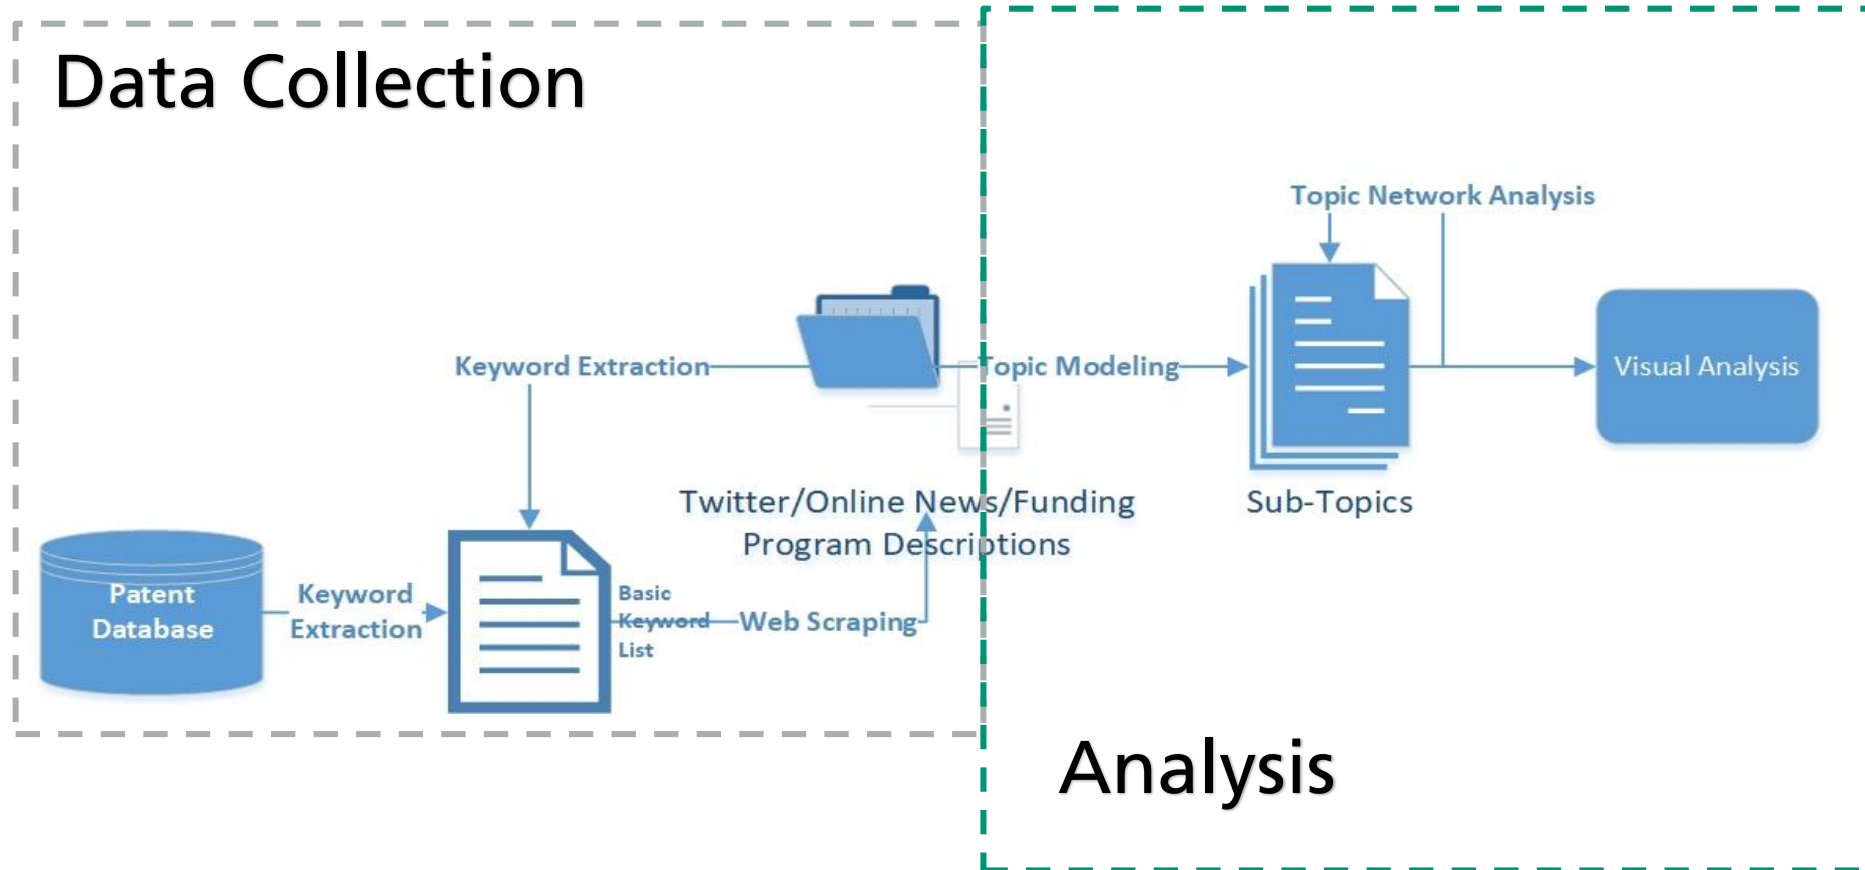 Data Collection
Topic Network Analysis
Keyword Extraction
Topic Modeling
Visual Analysis
Twitter/Online News/Funding
Program Descriptions
Sub-Topics
Patent
Database
Keyword
Extraction
Basic
Keyword
List
Web Scraping
Analysis